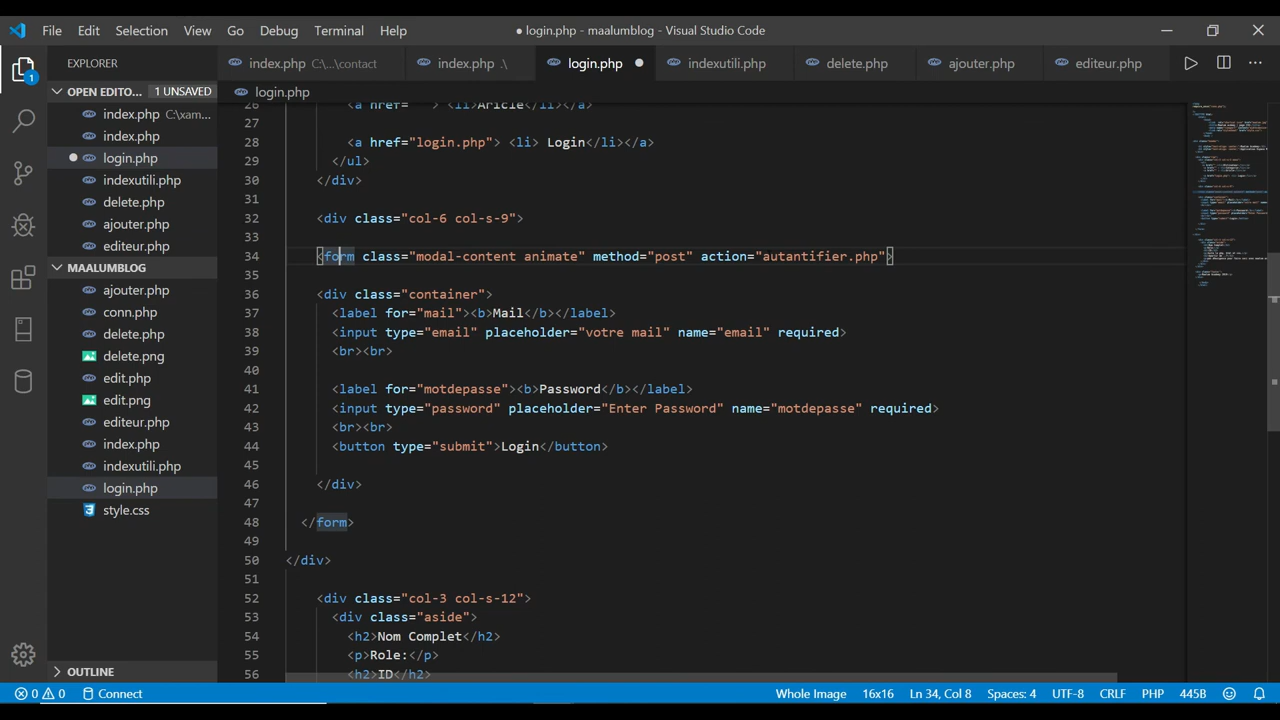 File Edit Selection View Go Debug Terminal Help ● login.php - maalumblog - Visual Studio Code
EXPLORER index.php C:\...\contact index.php .\ login.php indexutil.php delete.php ajouter.php editeur.php
OPEN EDITO... 1 UNSAVED
index.php C:\xam...
index.php
login.php
indexutil.php
delete.php
ajouter.php
editeur.php
MAALUMBLOG
ajouter.php
conn.php
delete.php
delete.png
edit.php
edit.png
editeur.php
index.php
indexutil.php
login.php
style.css
OUTLINE
login.php
26 <a href=" "> <li>Aricle</li></a>
27
28 <a href="login.php"> <li> Login</li></a>
29 </ul>
30 </div>
31
32 <div class="col-6 col-s-9">
33
34 <form class="modal-content animate" method="post" action="autantifier.php">
35
36 <div class="container">
37 <label for="mail"><b>Mail</b></label>
38 <input type="email" placeholder="votre mail" name="email" required>
39 <br><br>
40
41 <label for="motdepasse"><b>Password</b></label>
42 <input type="password" placeholder="Enter Password" name="motdepasse" required>
43 <br><br>
44 <button type="submit">Login</button>
45
46 </div>
47
48 </form>
49
50 </div>
51
52 <div class="col-3 col-s-12">
53 <div class="aside">
54 <h2>Nom Complet</h2>
55 <p>Role:</p>
56 <h2>ID</h2>
0 0 Connect Whole Image 16x16 Ln 34, Col 8 Spaces: 4 UTF-8 CRLF PHP 445B